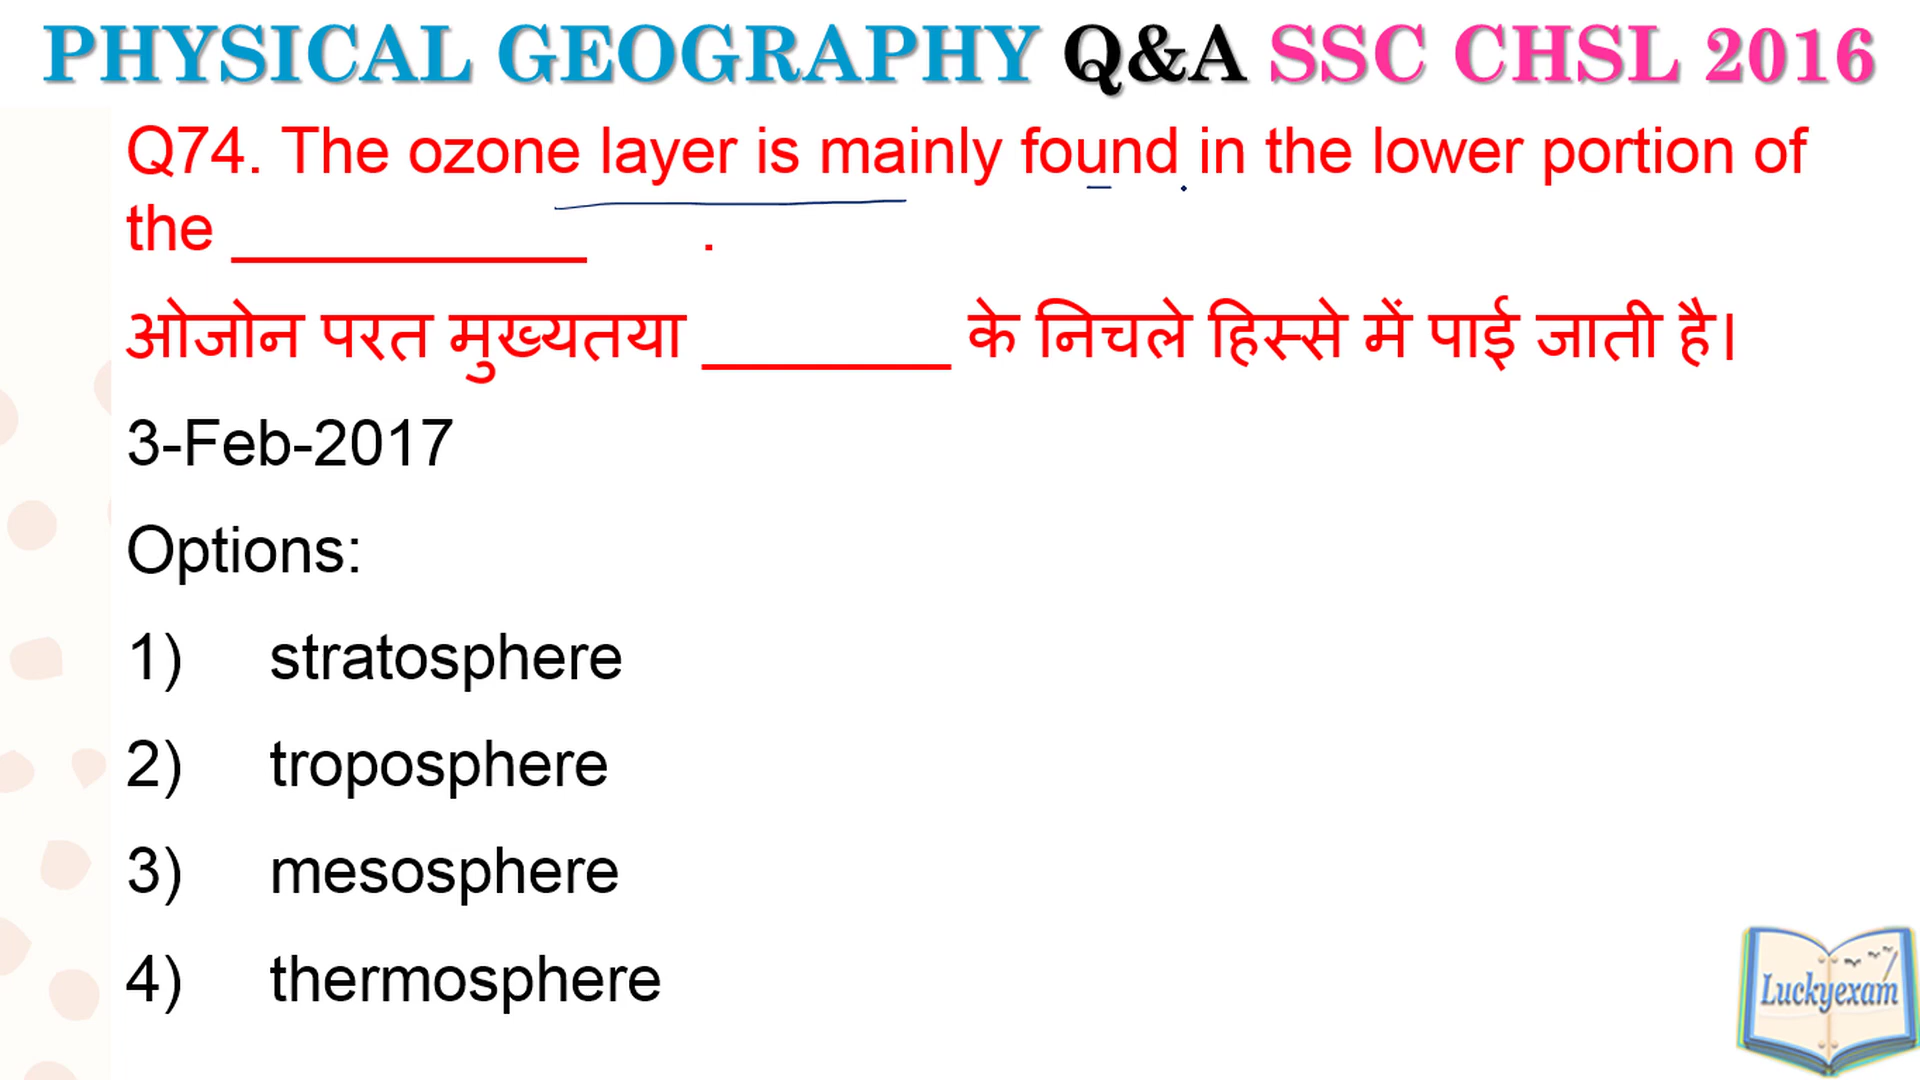 PHYSICAL GEOGRAPHY Q&A SSC CHSL 2016
Q74. The ozone layer is mainly found in the lower portion of
the __________ .
ओजोन परत मुख्यतया _______ के निचले हिस्से में पाई जाती है।
3-Feb-2017
Options:
1) stratosphere
2) troposphere
3) mesosphere
4) thermosphere
Luckyexam